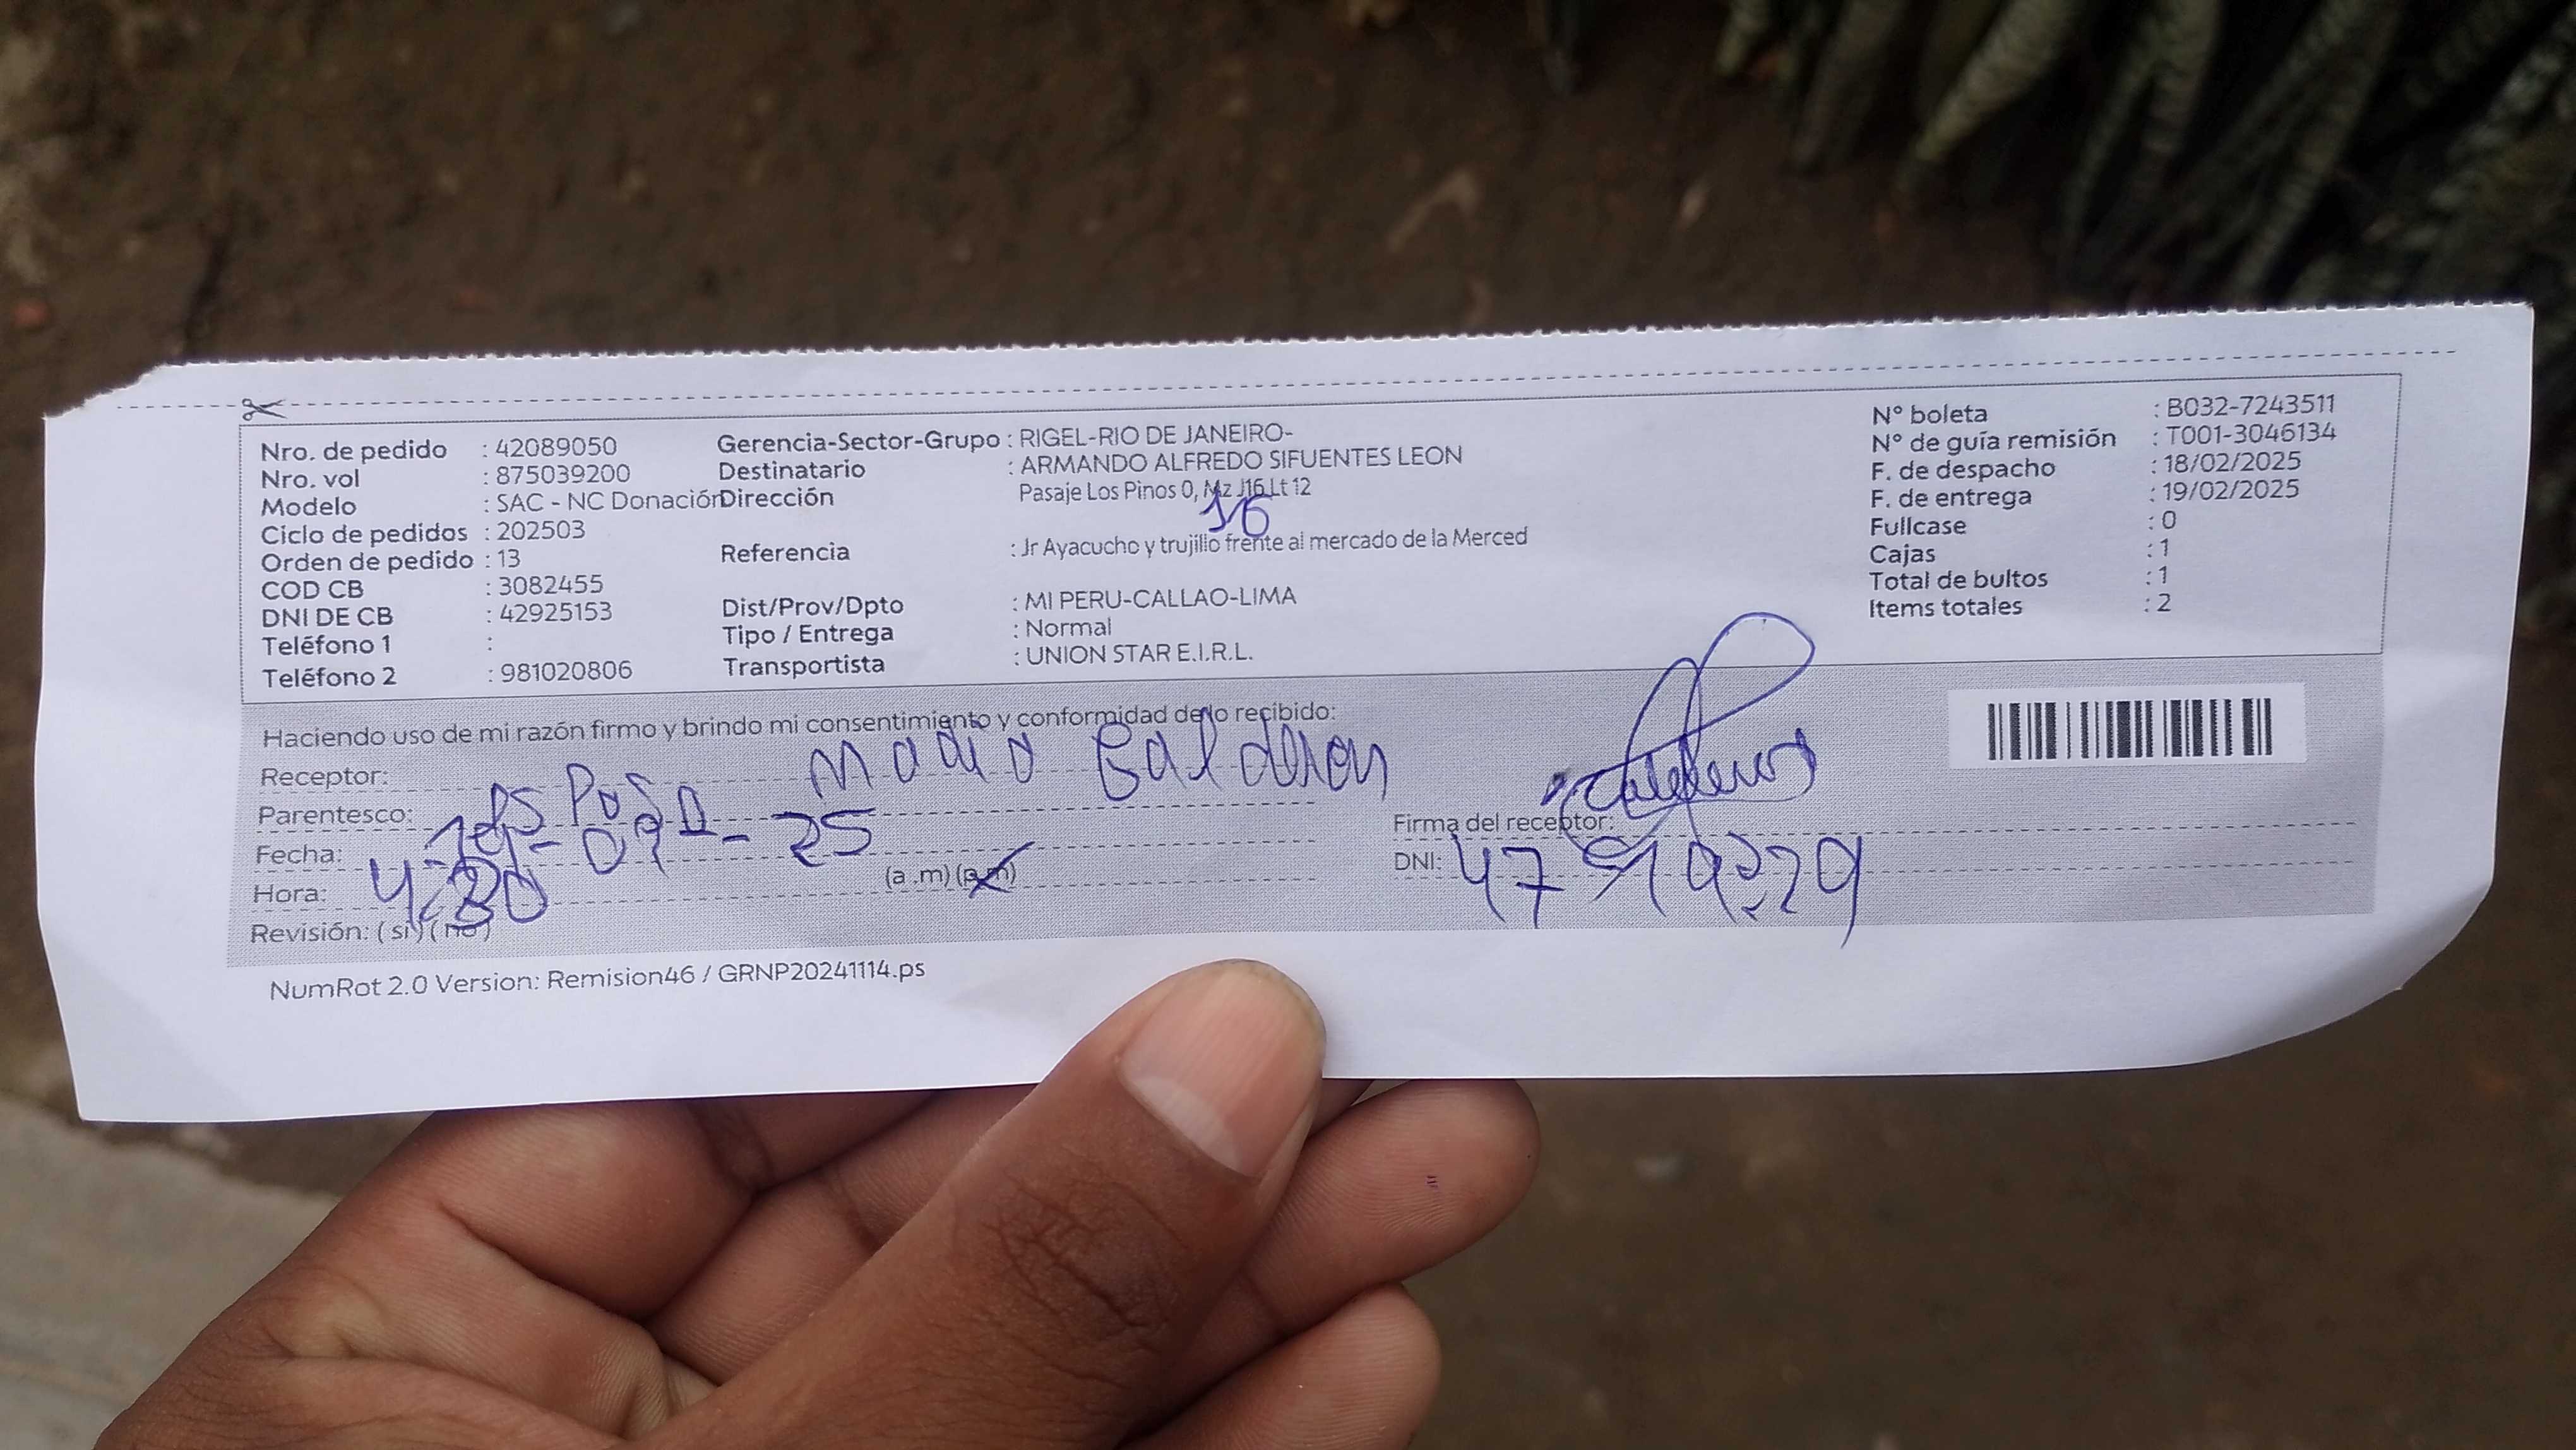 Nro. de pedido : 42089050
Nro. vol : 875039200
Modelo : SAC - NC Donación
Ciclo de pedidos : 202503
Orden de pedido : 13
COD CB : 3082455
DNI DE CB : 42925153
Teléfono 1 :
Teléfono 2 : 981020806
Gerencia-Sector-Grupo : RIGEL-RIO DE JANEIRO-
Destinatario : ARMANDO ALFREDO SIFUENTES LEON
Dirección Pasaje Los Pinos 0, Mz J16 Lt 12
Referencia : Jr Ayacucho y trujillo frente al mercado de la Merced
Dist/Prov/Dpto : MI PERU-CALLAO-LIMA
Tipo / Entrega : Normal
Transportista : UNION STAR E.I.R.L.
N° boleta : B032-7243511
N° de guía remisión : T001-3046134
F. de despacho : 18/02/2025
F. de entrega : 19/02/2025
Fullcase : 0
Cajas : 1
Total de bultos : 1
Items totales : 2
Haciendo uso de mi razón firmo y brindo mi consentimiento y conformidad de lo recibido:
Receptor: Calderon
Parentesco: esposa
Fecha:
Hora: 4:30 (a .m) (p.m)
Revisión: ( si ) ( no )
Firma del receptor:
DNI:
NumRot 2.0 Version: Remision46 / GRNP20241114.ps